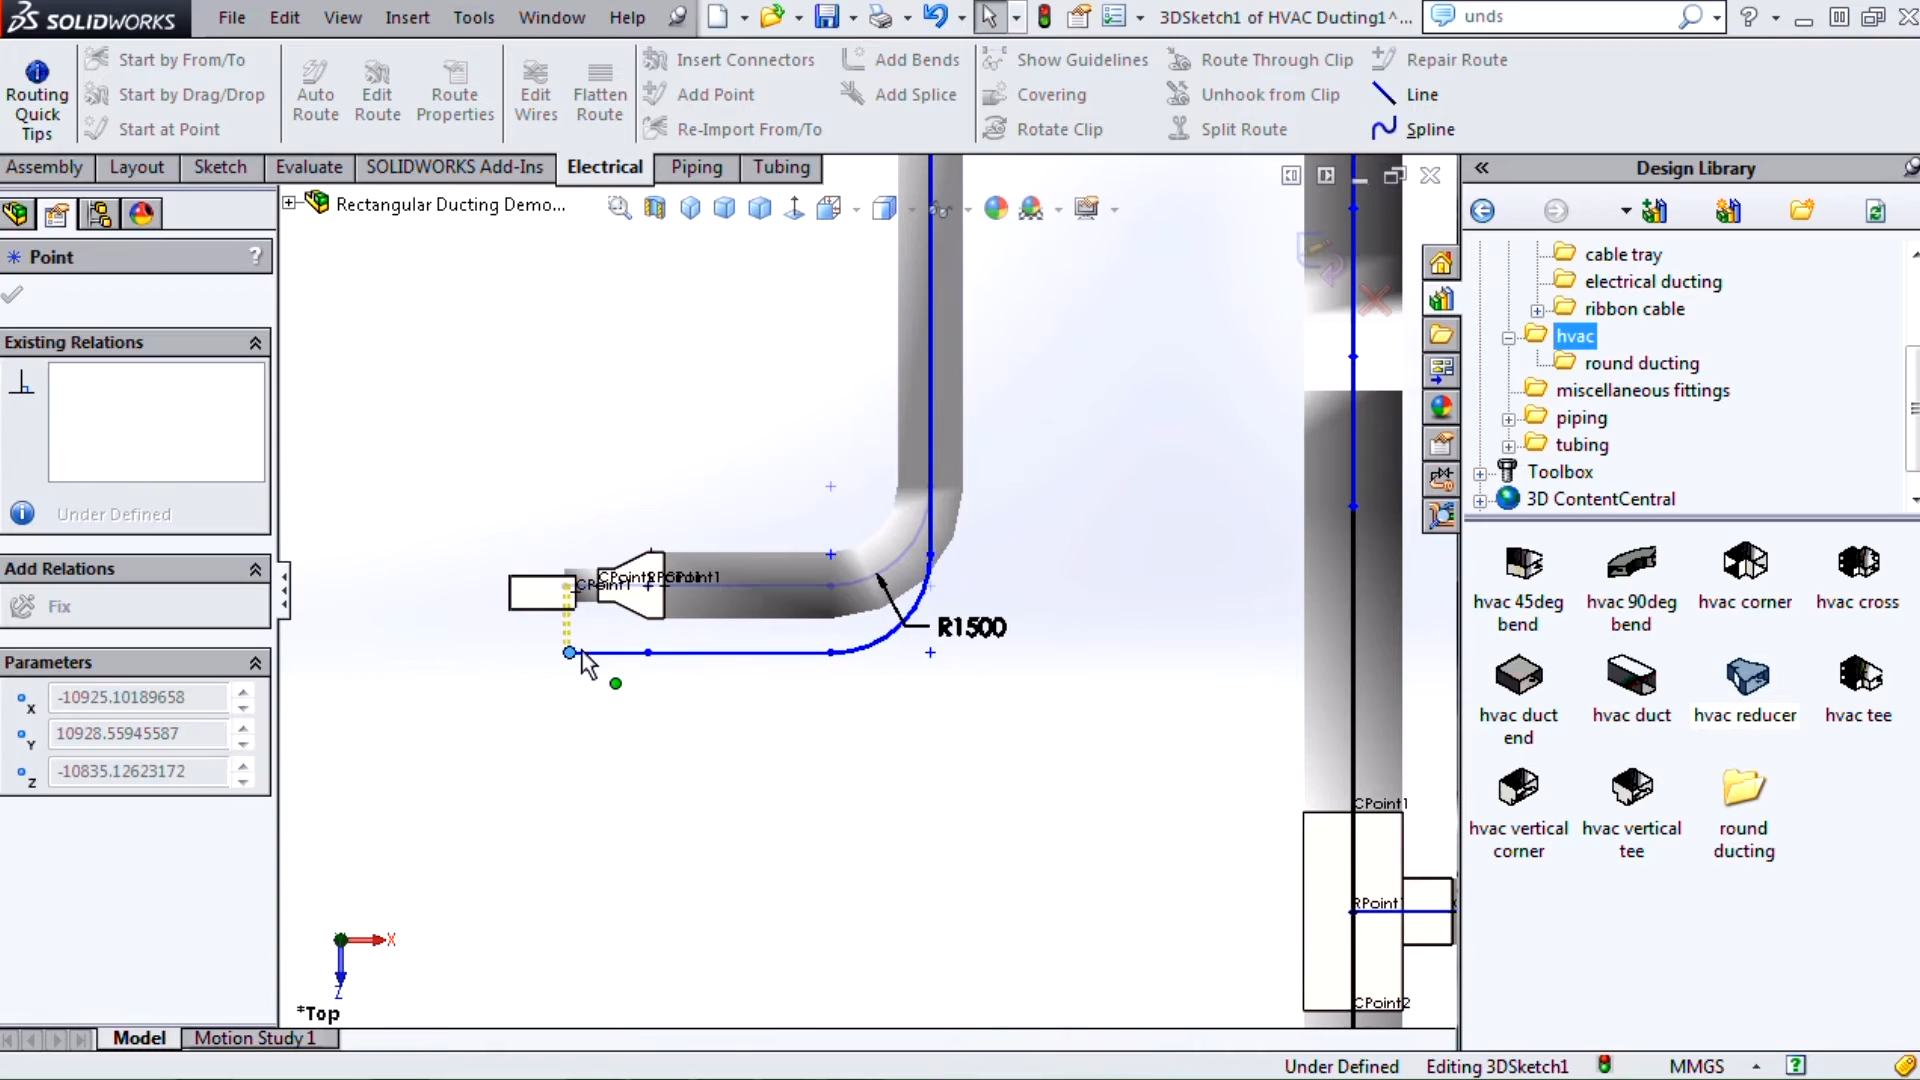 SOLIDWORKS
File Edit View Insert Tools Window Help
3DSketch1 of HVAC Ducting1^...
unds
Routing Quick Tips
Start by From/To
Start by Drag/Drop
Start at Point
Auto Route
Edit Route
Route Properties
Edit Wires
Flatten Route
Insert Connectors
Add Point
Re-Import From/To
Add Bends
Add Splice
Show Guidelines
Covering
Rotate Clip
Route Through Clip
Unhook from Clip
Split Route
Repair Route
Line
Spline
Assembly Layout Sketch Evaluate SOLIDWORKS Add-Ins Electrical Piping Tubing
Rectangular Ducting Demo...
Point
?
Existing Relations
Under Defined
Add Relations
Fix
Parameters
X -10925.10189658
Y 10928.55945587
Z -10835.12623172
CPoint1
R1500
CPoint1
RPoint1
CPoint2
X
Z
*Top
Design Library
cable tray
electrical ducting
ribbon cable
hvac
round ducting
miscellaneous fittings
piping
tubing
Toolbox
3D ContentCentral
hvac 45deg bend
hvac 90deg bend
hvac corner
hvac cross
hvac duct end
hvac duct
hvac reducer
hvac tee
hvac vertical corner
hvac vertical tee
round ducting
Model
Motion Study 1
Under Defined
Editing 3DSketch1
MMGS
?